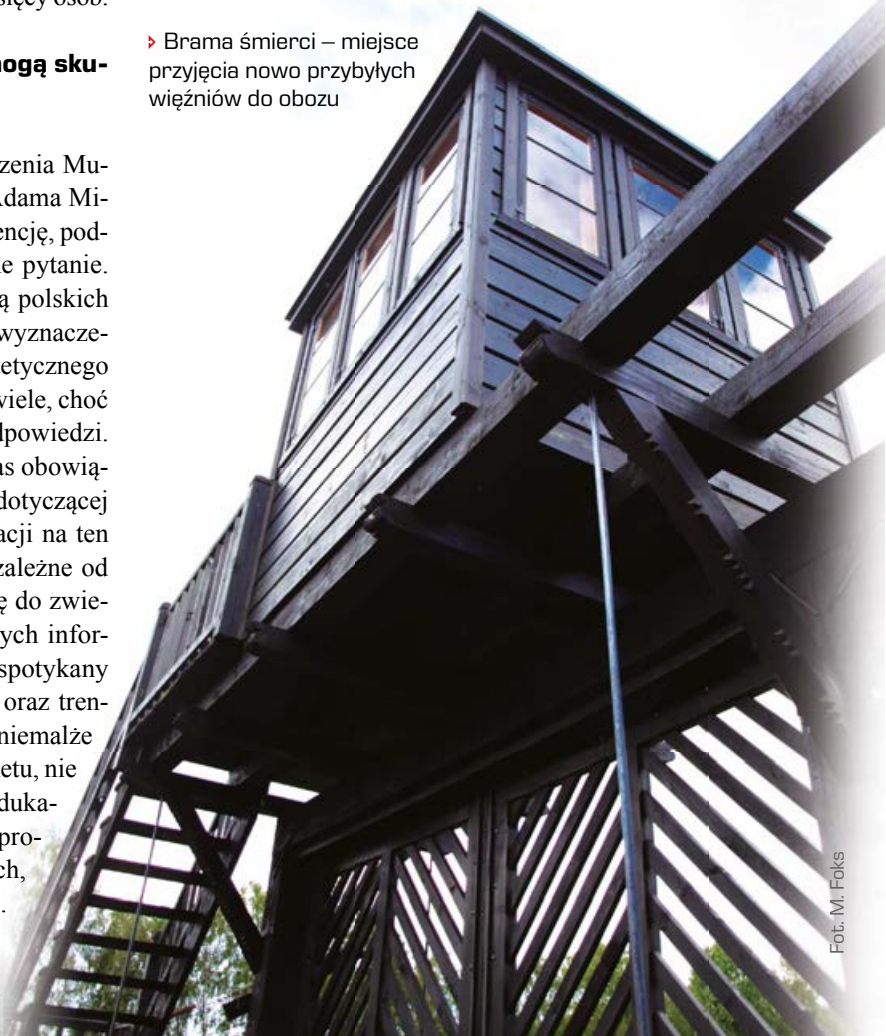 sięcy osób.
nogą sku-
zenia Mu-
Adama Mi-
encję, pod-
e pytanie.
ą polskich
wyznacze-
etycznego
wiele, choć
dpowiedzi.
as obowią-
dotyczącej
acji na ten
zależne od
ę do zwie-
ych infor-
spotykany
oraz tren-
niemalże
etu, nie
duka-
pro-
ch,
.
› Brama śmierci – miejsce
przyjęcia nowo przybyłych
więźniów do obozu
Fot. M. Foks